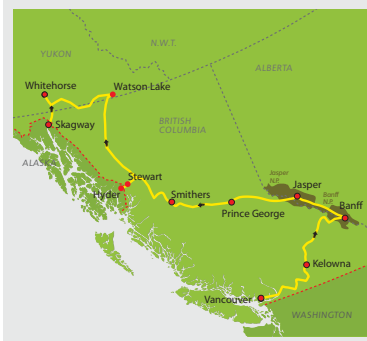 N.W.T.
YUKON
ALBERTA
Whitehorse
Watson Lake
BRITISH
COLUMBIA
Skagway
ALASKA
Stewart
Hyder
Smithers
Prince George
Jasper
N.P.
Jasper
Banff
N.P.
Banff
Kelowna
Vancouver
WASHINGTON